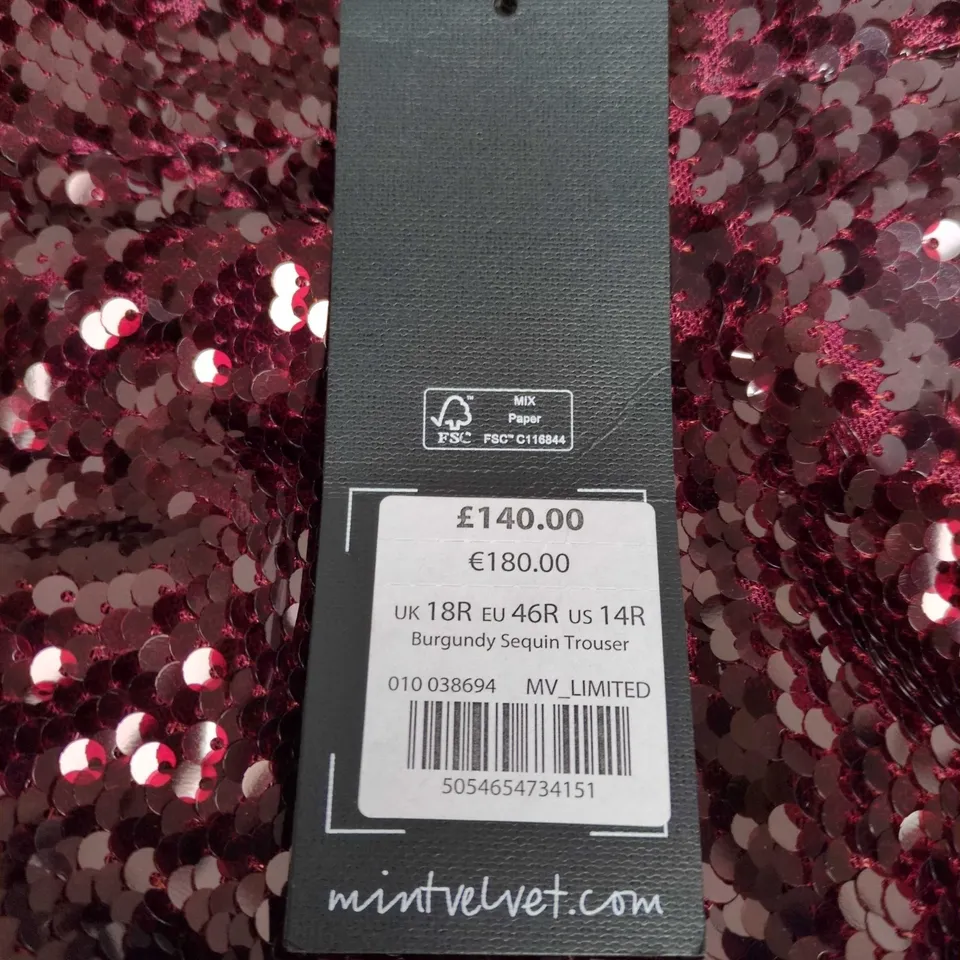 MIX
Paper
FSC™ FSC™ C116844
£140.00
€180.00
UK 18R EU 46R US 14R
Burgundy Sequin Trouser
010 038694 MV_LIMITED
5054654734151
mintvelvet.com